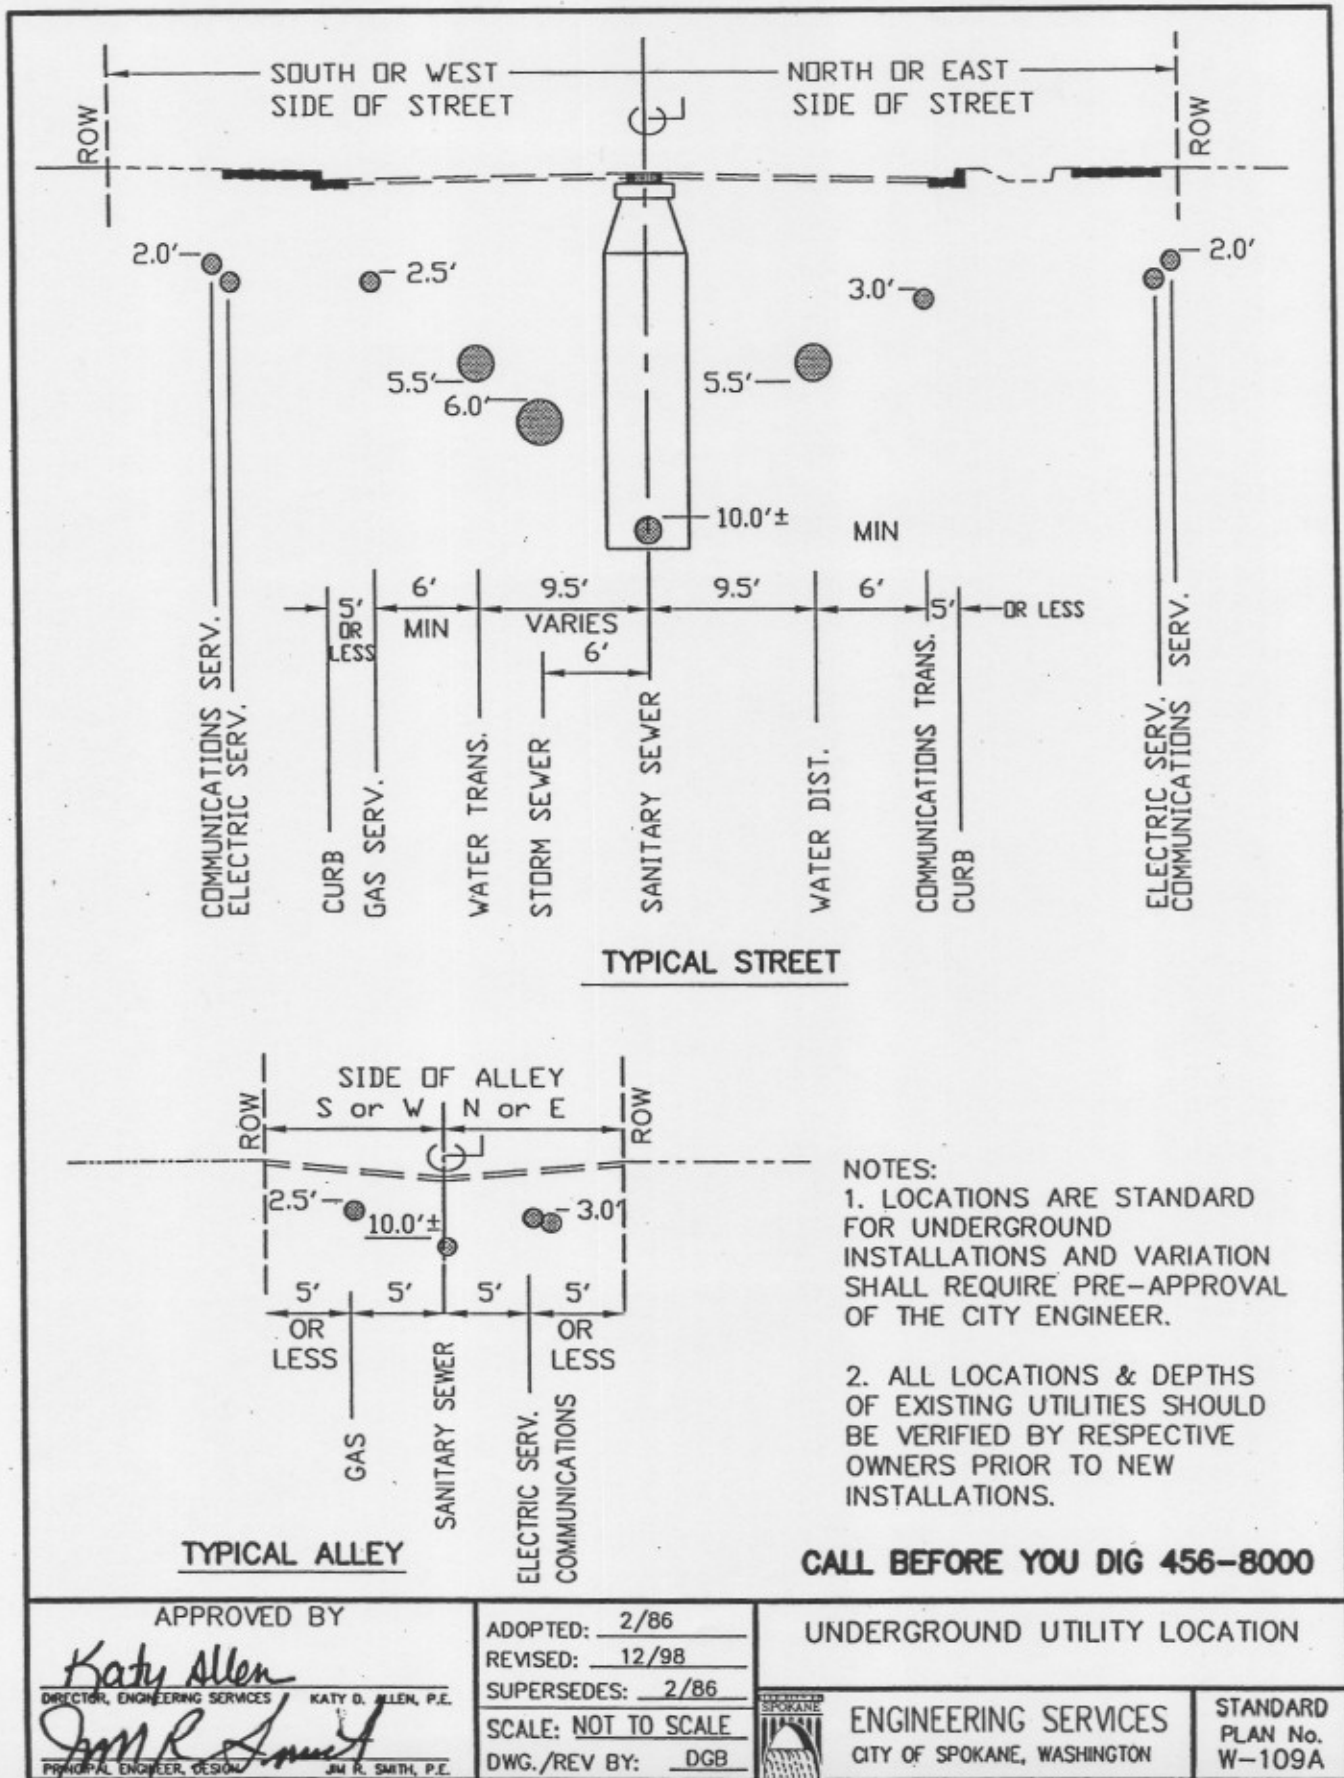 SOUTH OR WEST
SIDE OF STREET
NORTH OR EAST
SIDE OF STREET
ROW
ROW
2.0'
2.5'
3.0'
2.0'
5.5'
6.0'
5.5'
10.0'±
MIN
5'
OR
LESS
6'
MIN
9.5'
VARIES
6'
9.5'
6'
5'
OR LESS
COMMUNICATIONS SERV.
ELECTRIC SERV.
CURB
GAS SERV.
WATER TRANS.
STORM SEWER
SANITARY SEWER
WATER DIST.
COMMUNICATIONS TRANS.
CURB
ELECTRIC SERV.
COMMUNICATIONS SERV.
TYPICAL STREET
SIDE OF ALLEY
S or W N or E
ROW
ROW
2.5'
10.0'±
3.0'
5'
OR
LESS
5'
5'
5'
OR
LESS
GAS
SANITARY SEWER
ELECTRIC SERV.
COMMUNICATIONS
TYPICAL ALLEY
NOTES:
1. LOCATIONS ARE STANDARD
FOR UNDERGROUND
INSTALLATIONS AND VARIATION
SHALL REQUIRE PRE-APPROVAL
OF THE CITY ENGINEER.
2. ALL LOCATIONS & DEPTHS
OF EXISTING UTILITIES SHOULD
BE VERIFIED BY RESPECTIVE
OWNERS PRIOR TO NEW
INSTALLATIONS.
CALL BEFORE YOU DIG 456-8000
APPROVED BY
Katy Allen
DIRECTOR, ENGINEERING SERVICES KATY D. ALLEN, P.E.
Jim R Smith
PRINCIPAL ENGINEER, DESIGN JIM R. SMITH, P.E.
ADOPTED: 2/86
REVISED: 12/98
SUPERSEDES: 2/86
SCALE: NOT TO SCALE
DWG./REV BY: DGB
UNDERGROUND UTILITY LOCATION
SPOKANE
ENGINEERING SERVICES
CITY OF SPOKANE, WASHINGTON
STANDARD
PLAN No.
W-109A